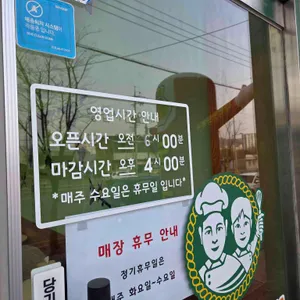 영업시간 안내
오픈시간 오전 6시00분
마감시간 오후 4시00분
*매주 수요일은 휴무일 입니다*
매장 휴무 안내
정기휴무일은
매주 화요일~수요일